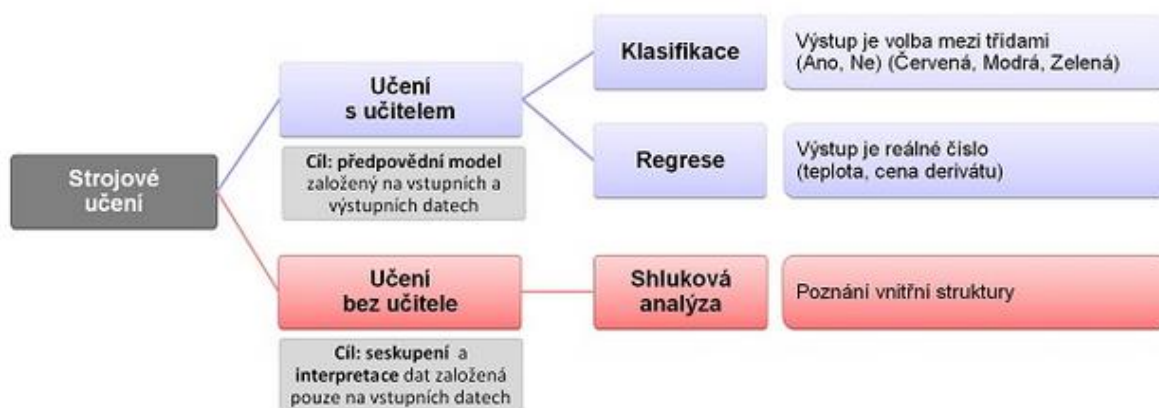 Strojové
učení
Učení
s učitelem
Cíl: předpovědní model
založený na vstupních a
výstupních datech
Klasifikace
Výstup je volba mezi třídami
(Ano, Ne) (Červená, Modrá, Zelená)
Regrese
Výstup je reálné číslo
(teplota, cena derivátu)
Učení
bez učitele
Cíl: seskupení a
interpretace dat založená
pouze na vstupních datech
Shluková
analýza
Poznání vnitřní struktury